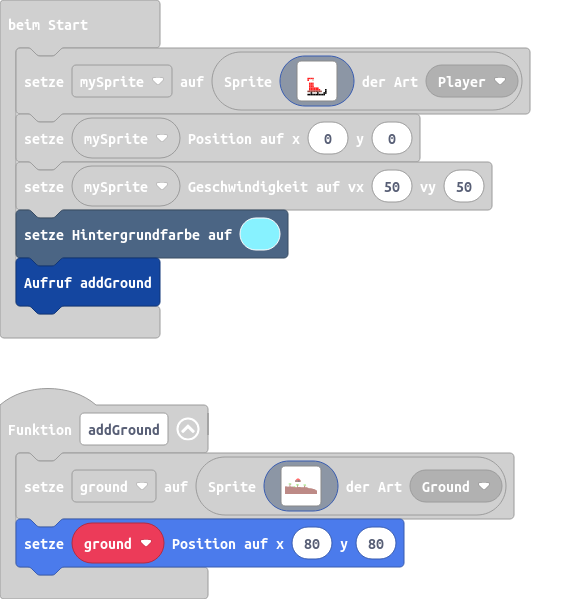 beim Start
setze mySprite auf Sprite der Art Player
setze mySprite Position auf x 0 y 0
setze mySprite Geschwindigkeit auf vx 50 vy 50
setze Hintergrundfarbe auf
Aufruf addGround
Funktion addGround
setze ground auf Sprite der Art Ground
setze ground Position auf x 80 y 80